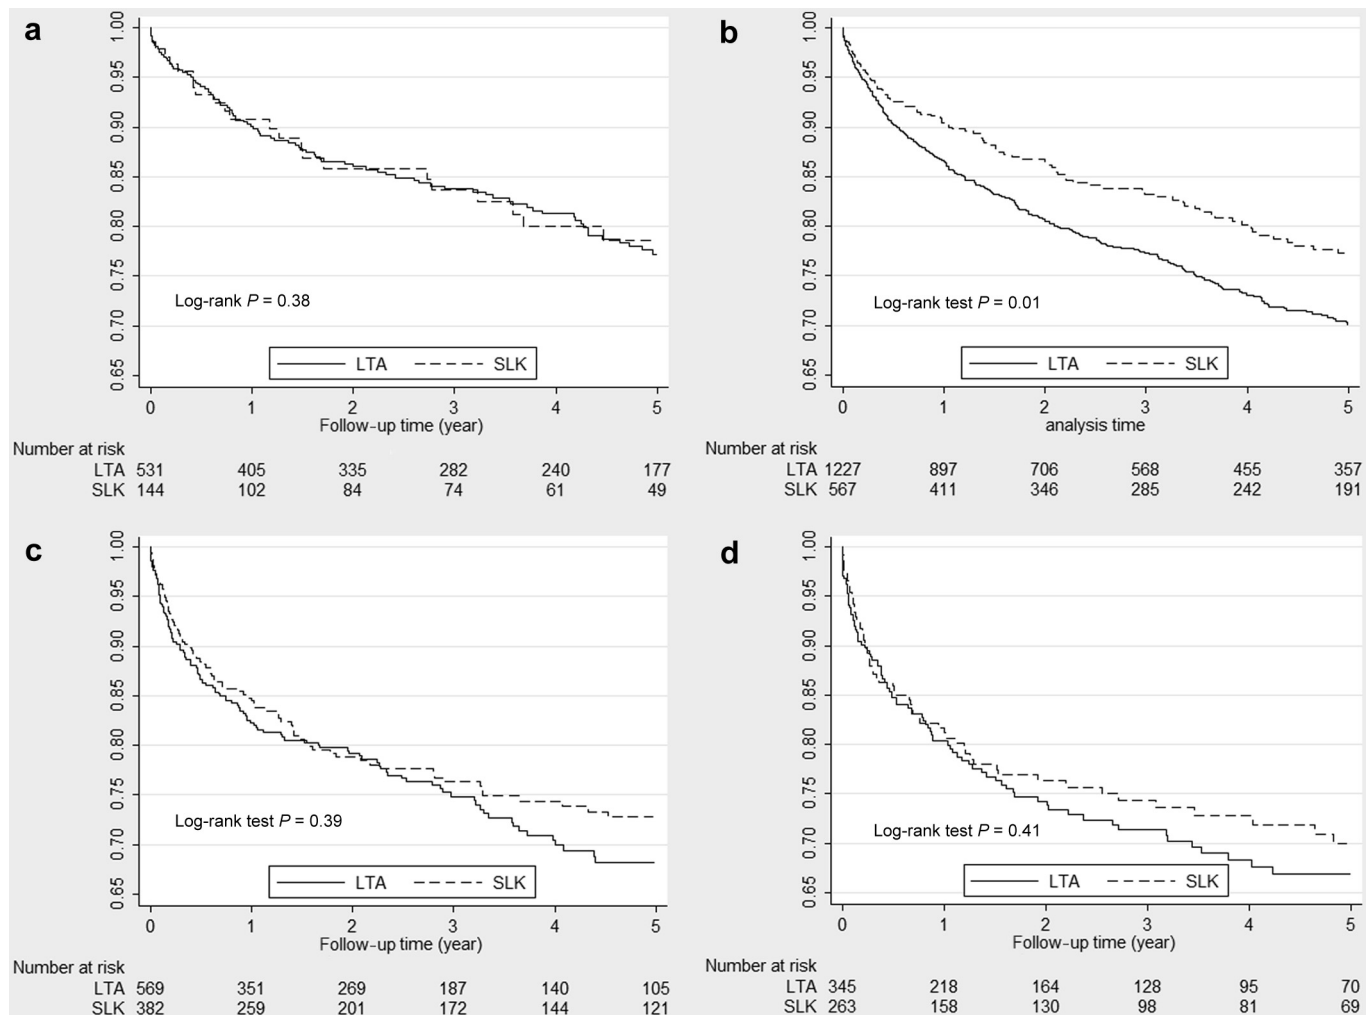 a
1.00
0.95
0.90
0.85
0.80
0.75
0.70
0.65
Log-rank P = 0.38
LTA SLK
0 1 2 3 4 5
Follow-up time (year)
Number at risk
LTA 531 405 335 282 240 177
SLK 144 102 84 74 61 49
b
1.00
0.95
0.90
0.85
0.80
0.75
0.70
0.65
Log-rank test P = 0.01
LTA SLK
0 1 2 3 4 5
analysis time
Number at risk
LTA 1227 897 706 568 455 357
SLK 567 411 346 285 242 191
c
1.00
0.95
0.90
0.85
0.80
0.75
0.70
0.65
Log-rank test P = 0.39
LTA SLK
0 1 2 3 4 5
Follow-up time (year)
Number at risk
LTA 569 351 269 187 140 105
SLK 382 259 201 172 144 121
d
1.00
0.95
0.90
0.85
0.80
0.75
0.70
0.65
Log-rank test P = 0.41
LTA SLK
0 1 2 3 4 5
Follow-up time (year)
Number at risk
LTA 345 218 164 128 95 70
SLK 263 158 130 98 81 69